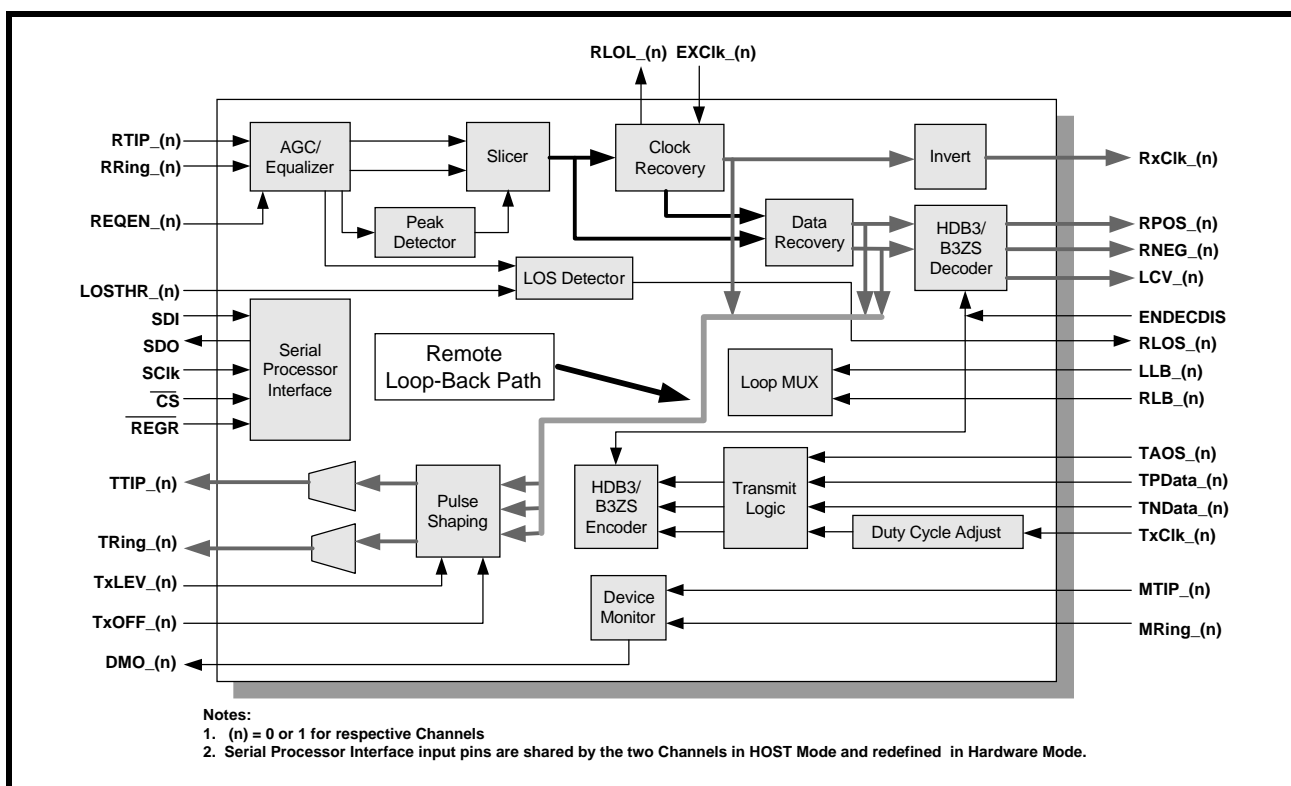 RLOL_(n) EXClk_(n)
RTIP_(n)
RRing_(n)
REQEN_(n)
LOSTHR_(n)
SDI
SDO
SClk
CS
REGR
TTIP_(n)
TRing_(n)
TxLEV_(n)
TxOFF_(n)
DMO_(n)
AGC/
Equalizer
Peak
Detector
Slicer
LOS Detector
Clock
Recovery
Data
Recovery
Invert
HDB3/
B3ZS
Decoder
Serial
Processor
Interface
Remote
Loop-Back Path
Loop MUX
Pulse
Shaping
HDB3/
B3ZS
Encoder
Transmit
Logic
Duty Cycle Adjust
Device
Monitor
RxClk_(n)
RPOS_(n)
RNEG_(n)
LCV_(n)
ENDECDIS
RLOS_(n)
LLB_(n)
RLB_(n)
TAOS_(n)
TPData_(n)
TNData_(n)
TxClk_(n)
MTIP_(n)
MRing_(n)
Notes:
1. (n) = 0 or 1 for respective Channels
2. Serial Processor Interface input pins are shared by the two Channels in HOST Mode and redefined in Hardware Mode.